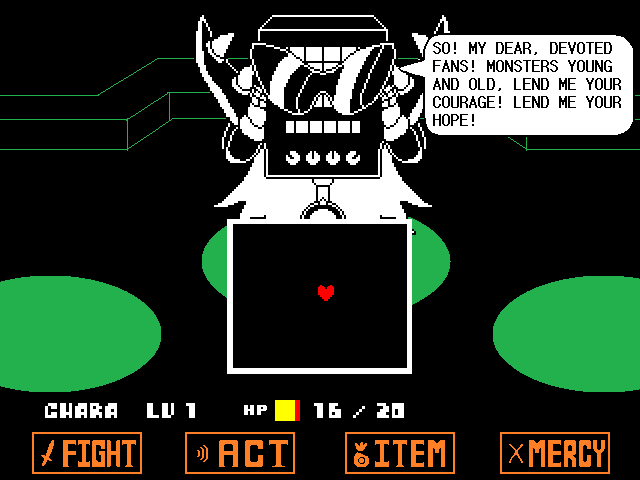 SO! MY DEAR, DEVOTED
FANS! MONSTERS YOUNG
AND OLD, LEND ME YOUR
COURAGE! LEND ME YOUR
HOPE!
CHARA LV 1 HP 16 / 20
FIGHT ACT ITEM MERCY